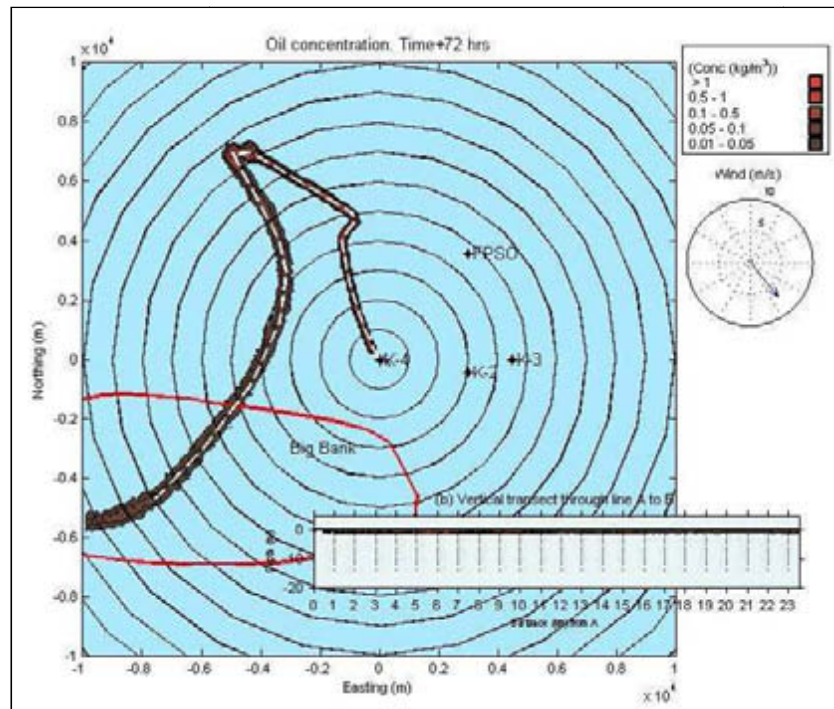 Oil concentration. Time+72 hrs
× 10⁴
(Conc (kg/m³))
> 1
0.5 - 1
0.1 - 0.5
0.05 - 0.1
0.01 - 0.05
Wind (m/s)
10
5
1
0.8
0.6
0.4
0.2
0
-0.2
-0.4
-0.6
-0.8
-1
Northing (m)
FPSO
K-4
K-3
K-2
Big Bank
(b) Vertical transect through line A to B
0
-20
0 1 2 3 4 5 6 7 8 9 10 11 12 13 14 15 16 17 18 19 20 21 22 23
-1 -0.8 -0.6 -0.4 -0.2 0 0.2 0.4 0.6 0.8 1
Easting (m)
× 10⁴